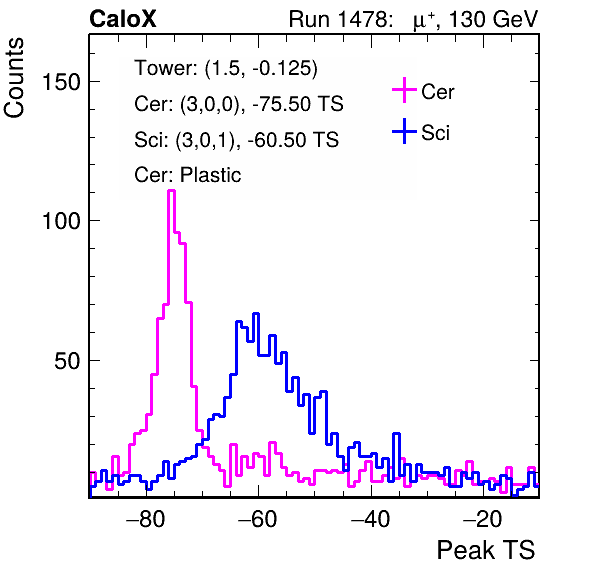 CaloX Run 1478: μ⁺, 130 GeV
Counts
Tower: (1.5, -0.125)
Cer: (3,0,0), -75.50 TS
Sci: (3,0,1), -60.50 TS
Cer: Plastic
Cer
Sci
150
100
50
−80 −60 −40 −20
Peak TS